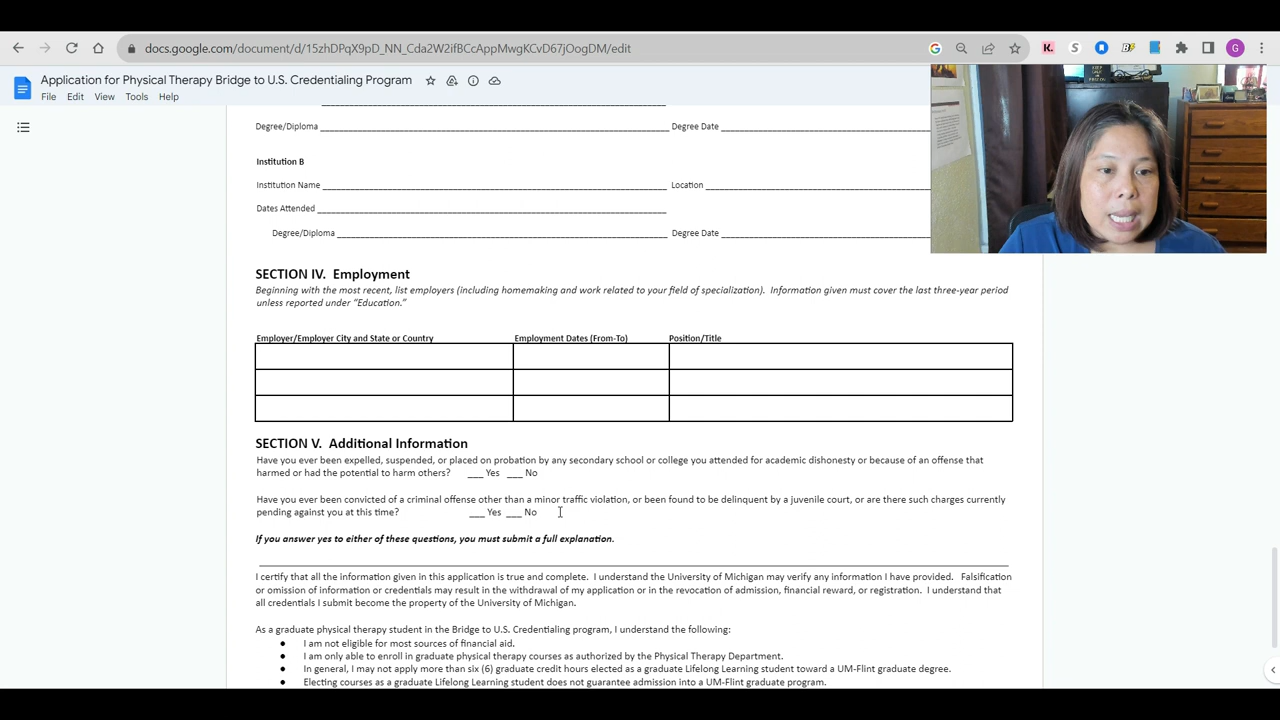 docs.google.com/document/d/15zhDPqX9pD_NN_Cda2W2ifBCcAppMwgKCvD67jOogDM/edit
G
Application for Physical Therapy Bridge to U.S. Credentialing Program
File Edit View Tools Help
Degree/Diploma ____ Degree Date ____
Institution B
Institution Name ____ Location ____
Dates Attended ____
Degree/Diploma ____ Degree Date ____
SECTION IV. Employment
Beginning with the most recent, list employers (including homemaking and work related to your field of specialization). Information given must cover the last three-year period
unless reported under “Education.”
Employer/Employer City and State or Country Employment Dates (From-To) Position/Title
SECTION V. Additional Information
Have you ever been expelled, suspended, or placed on probation by any secondary school or college you attended for academic dishonesty or because of an offense that
harmed or had the potential to harm others? ___ Yes ___ No
Have you ever been convicted of a criminal offense other than a minor traffic violation, or been found to be delinquent by a juvenile court, or are there such charges currently
pending against you at this time? ___ Yes ___ No
If you answer yes to either of these questions, you must submit a full explanation.
I certify that all the information given in this application is true and complete. I understand the University of Michigan may verify any information I have provided. Falsification
or omission of information or credentials may result in the withdrawal of my application or in the revocation of admission, financial reward, or registration. I understand that
all credentials I submit become the property of the University of Michigan.
As a graduate physical therapy student in the Bridge to U.S. Credentialing program, I understand the following:
● I am not eligible for most sources of financial aid.
● I am only able to enroll in graduate physical therapy courses as authorized by the Physical Therapy Department.
● In general, I may not apply more than six (6) graduate credit hours elected as a graduate Lifelong Learning student toward a UM-Flint graduate degree.
● Electing courses as a graduate Lifelong Learning student does not guarantee admission into a UM-Flint graduate program.